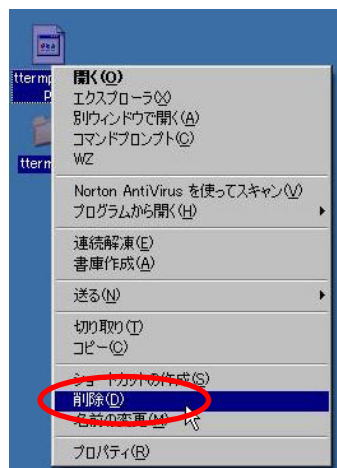 ttermp
p
tterm
開く(O)
エクスプローラ(X)
別ウィンドウで開く(A)
コマンドプロンプト(C)
WZ
Norton AntiVirus を使ってスキャン(V)
プログラムから開く(H)
連続解凍(E)
書庫作成(A)
送る(N)
切り取り(T)
コピー(C)
ショートカットの作成(S)
削除(D)
名前の変更(M)
プロパティ(R)